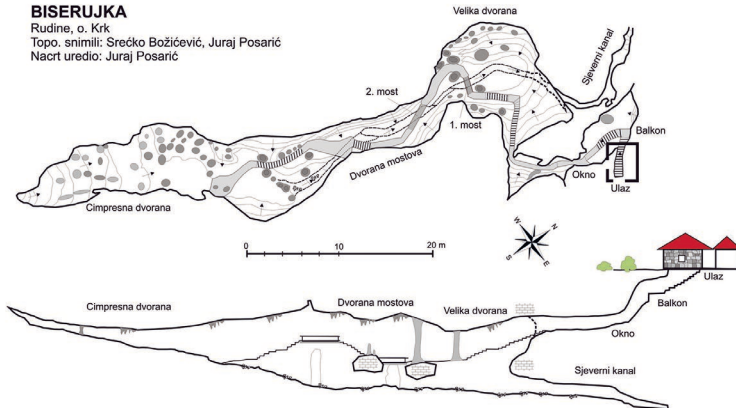 BISERUJKA
Rudine, o. Krk
Topo. snimili: Srećko Božićević, Juraj Posarić
Nacrt uredio: Juraj Posarić
Velika dvorana
Sjeverni kanal
2. most
1. most
Balkon
Dvorana mostova
Okno
Ulaz
Cimpresna dvorana
W N
S E
0 10 20 m
Ulaz
Cimpresna dvorana
Dvorana mostova
Velika dvorana
Balkon
Okno
Sjeverni kanal